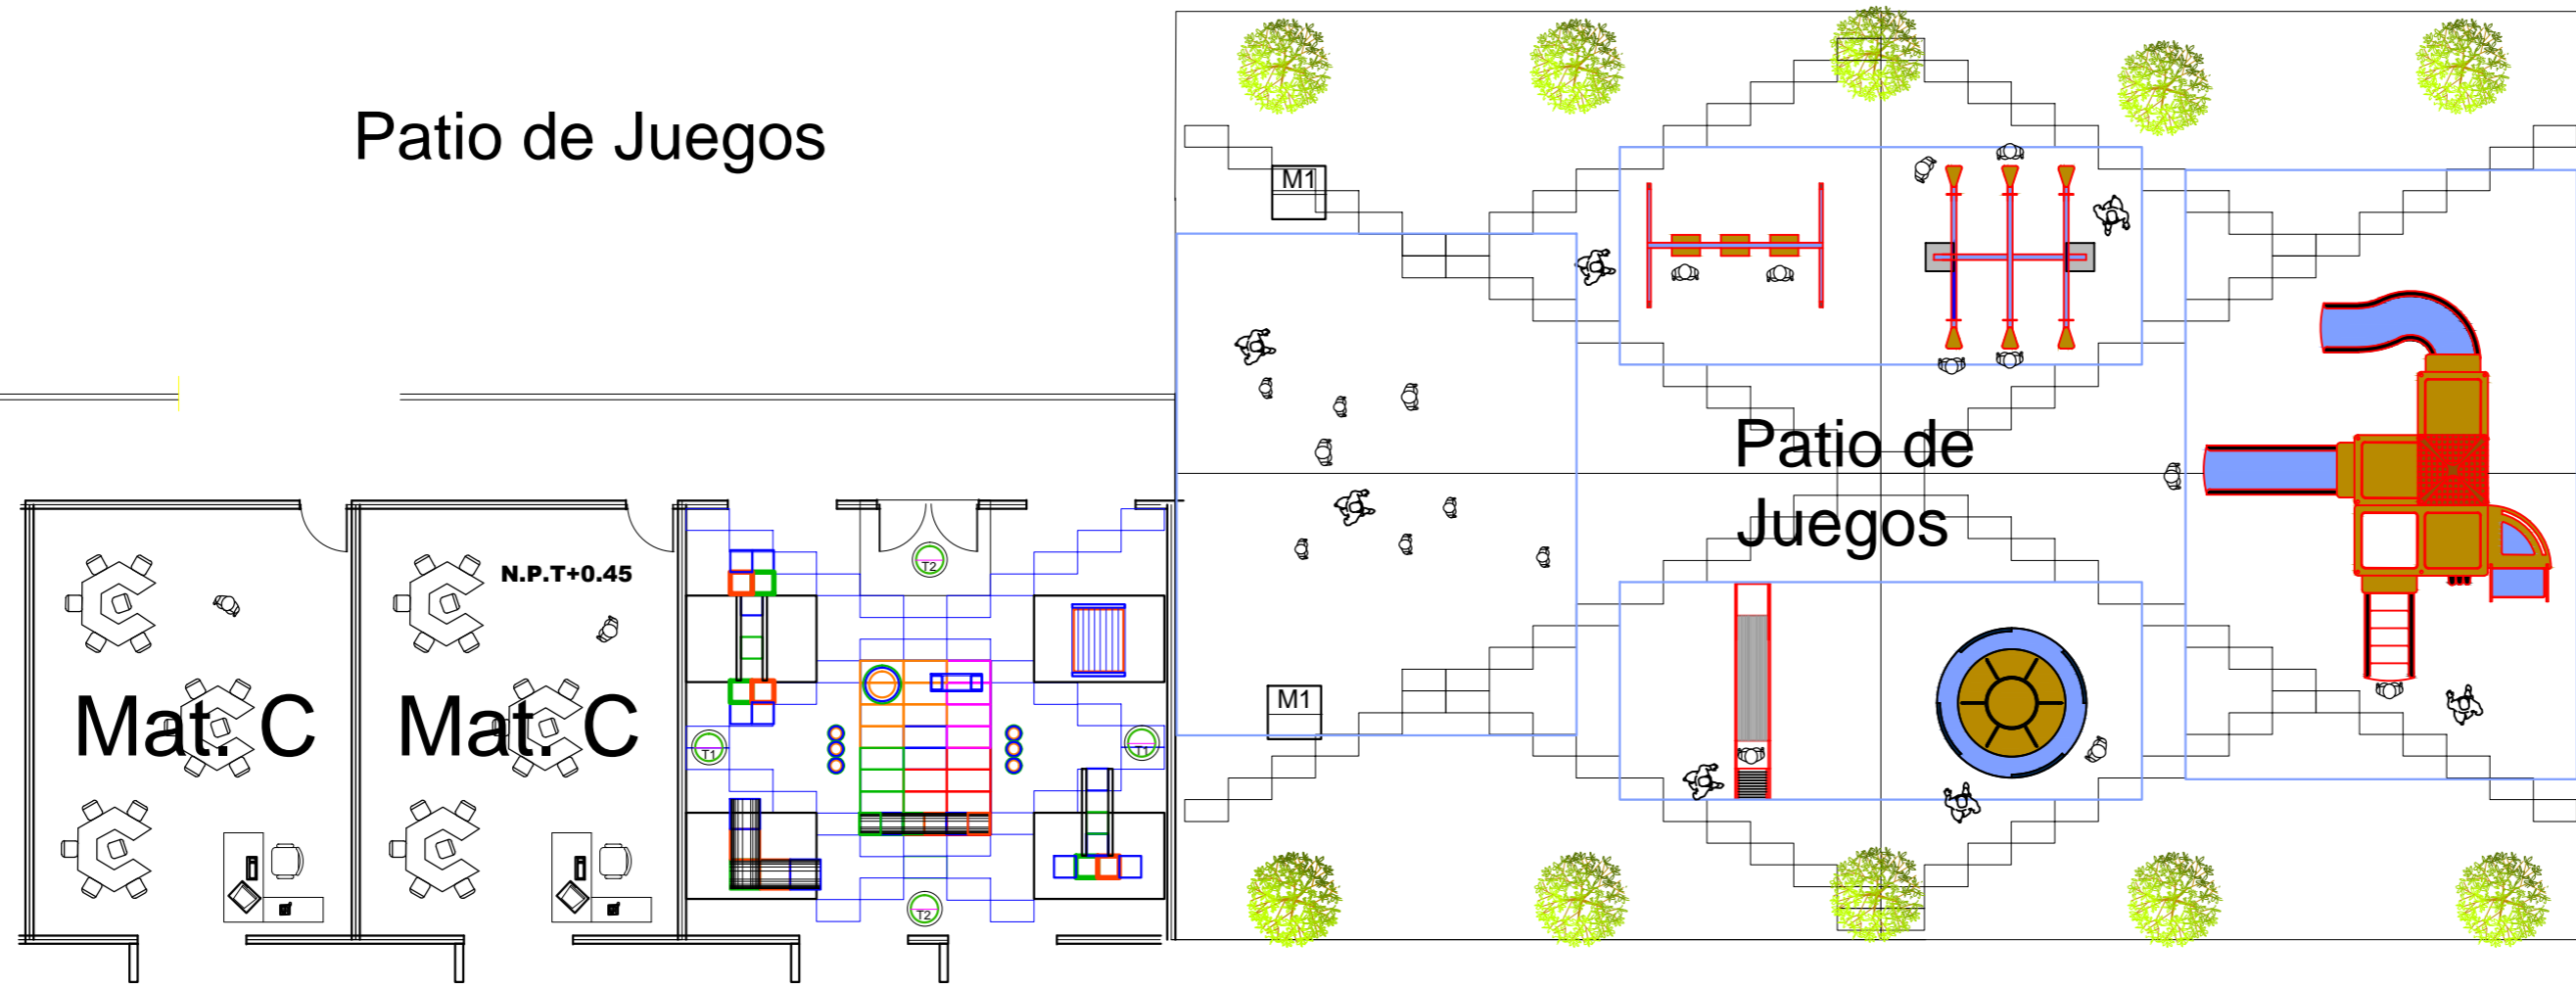 Patio de Juegos
M1
Patio de
Juegos
N.P.T+0.45
T2
Mat. C
Mat. C
T1
T1
M1
T2